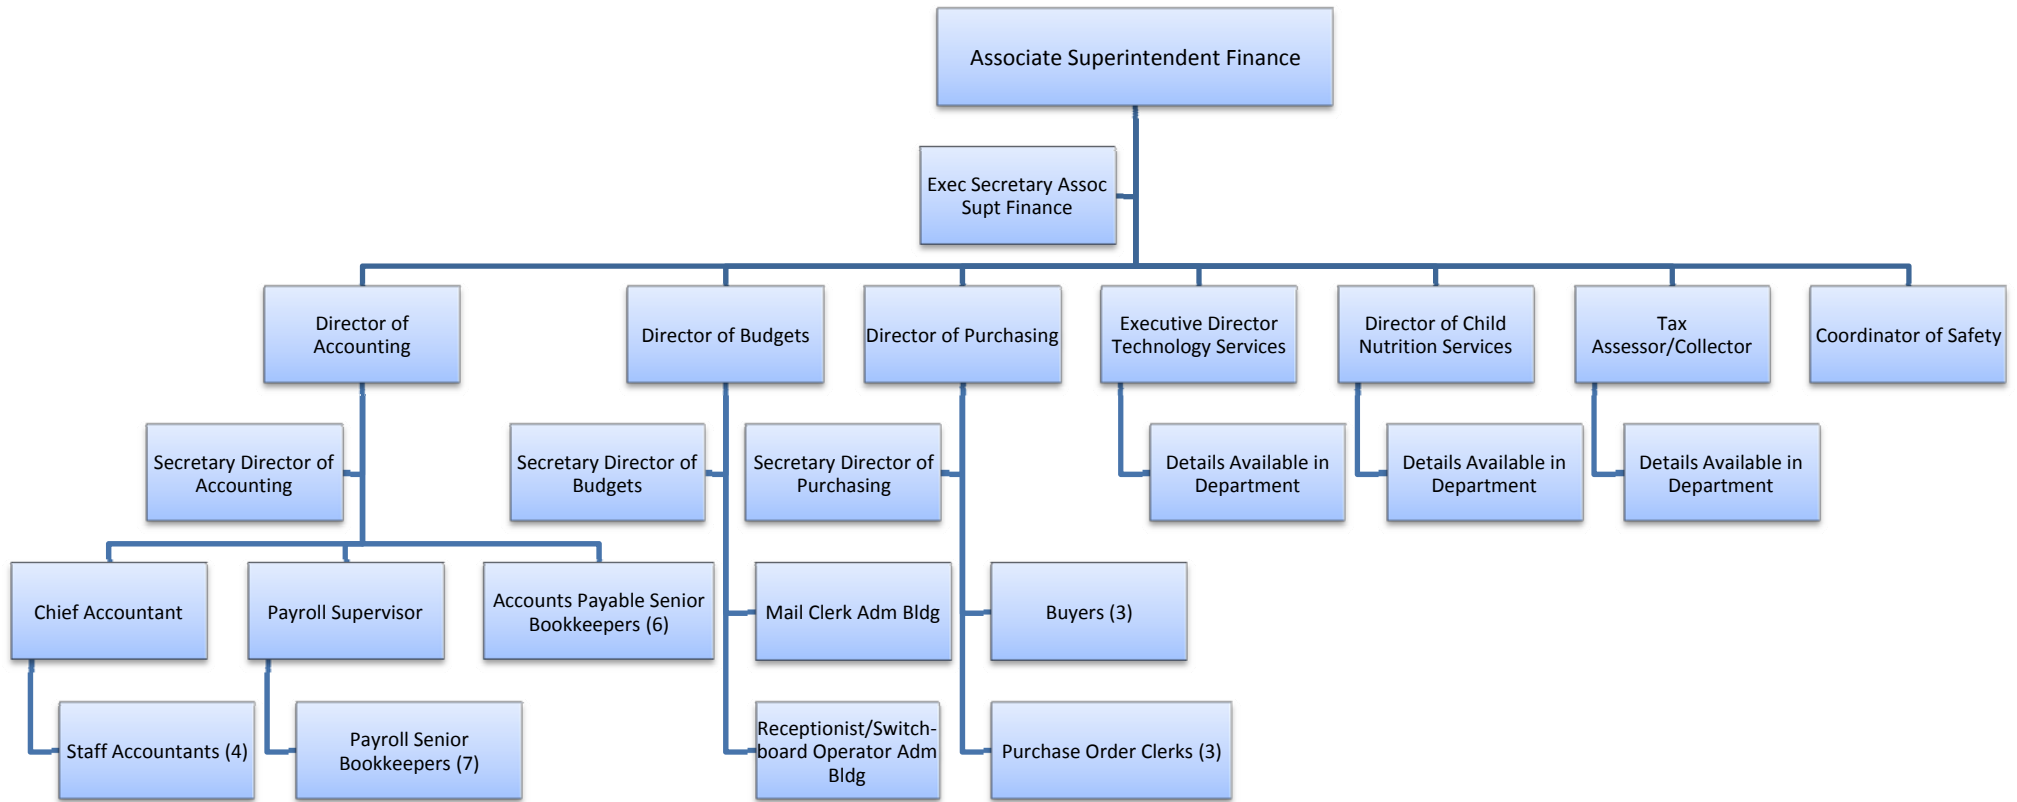 Associate Superintendent Finance
Exec Secretary Assoc
Supt Finance
Director of
Accounting
Director of Budgets
Director of Purchasing
Executive Director
Technology Services
Director of Child
Nutrition Services
Tax
Assessor/Collector
Coordinator of Safety
Secretary Director of
Accounting
Secretary Director of
Budgets
Secretary Director of
Purchasing
Details Available in
Department
Details Available in
Department
Details Available in
Department
Chief Accountant
Payroll Supervisor
Accounts Payable Senior
Bookkeepers (6)
Mail Clerk Adm Bldg
Buyers (3)
Staff Accountants (4)
Payroll Senior
Bookkeepers (7)
Receptionist/Switch-
board Operator Adm
Bldg
Purchase Order Clerks (3)